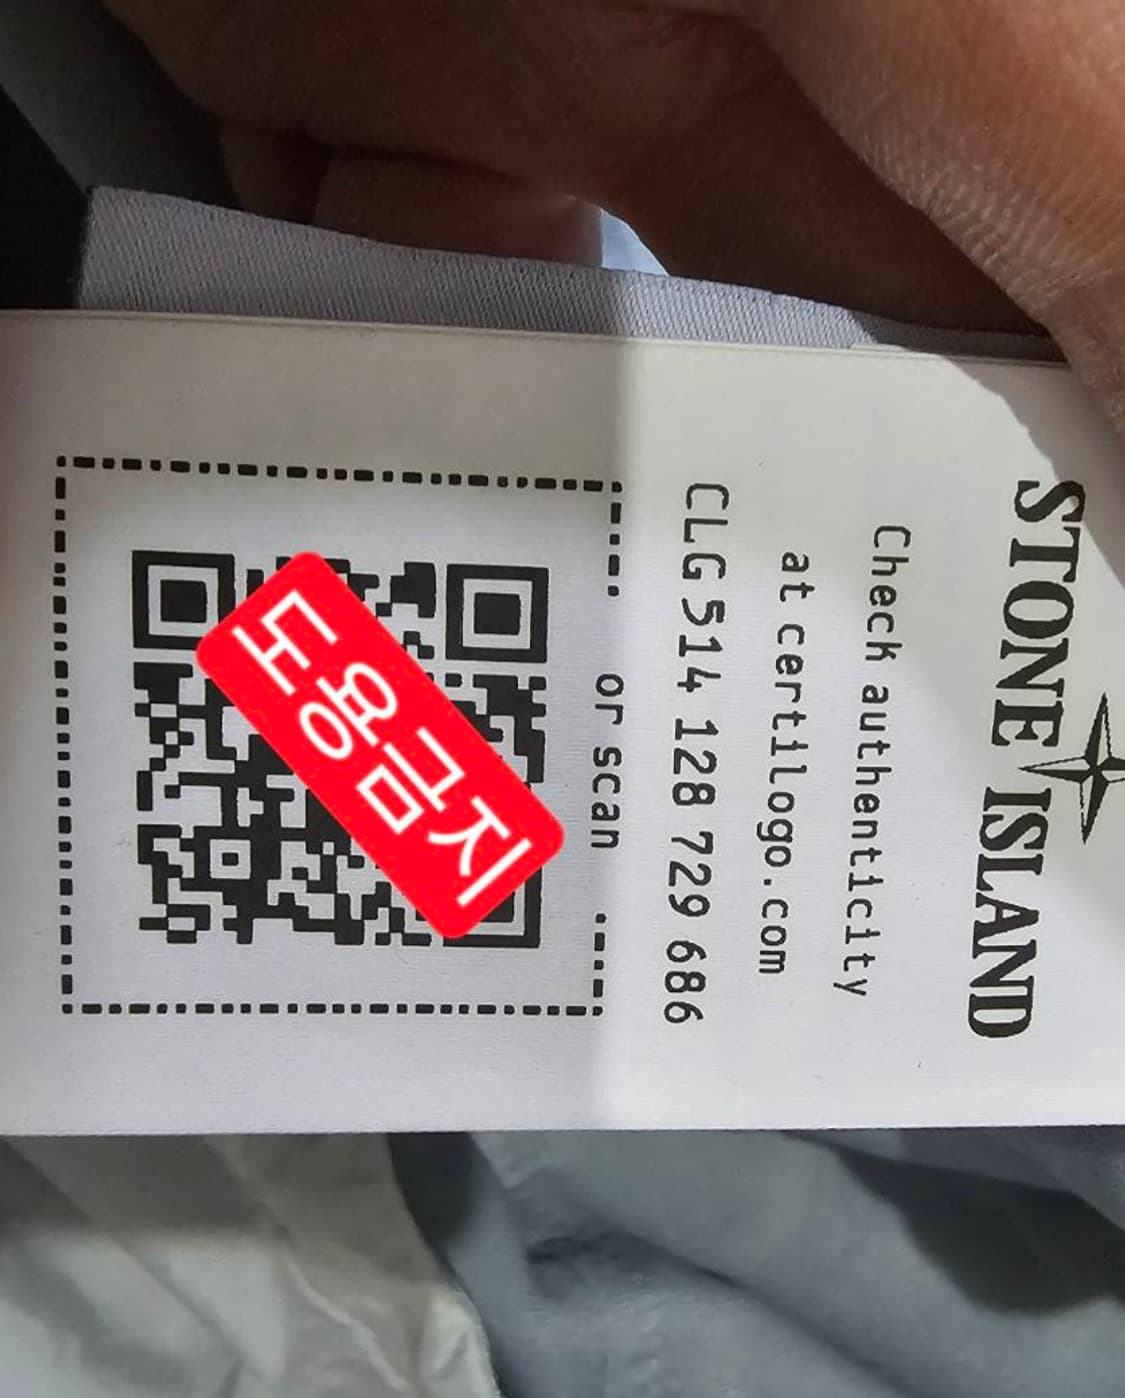 STONE ISLAND
Check authenticity
at certilogo.com
CLG 514 128 729 686
or scan
도용금지